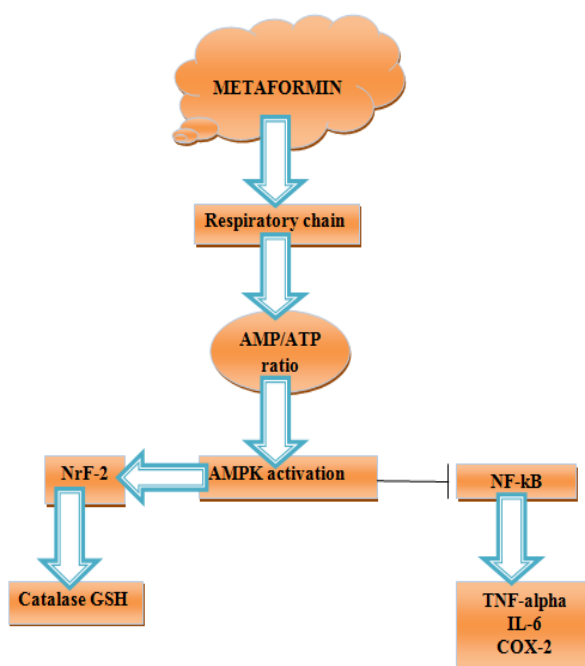 METAFORMIN
Respiratory chain
AMP/ATP
ratio
NrF-2
AMPK activation
NF-kB
Catalase GSH
TNF-alpha
IL-6
COX-2